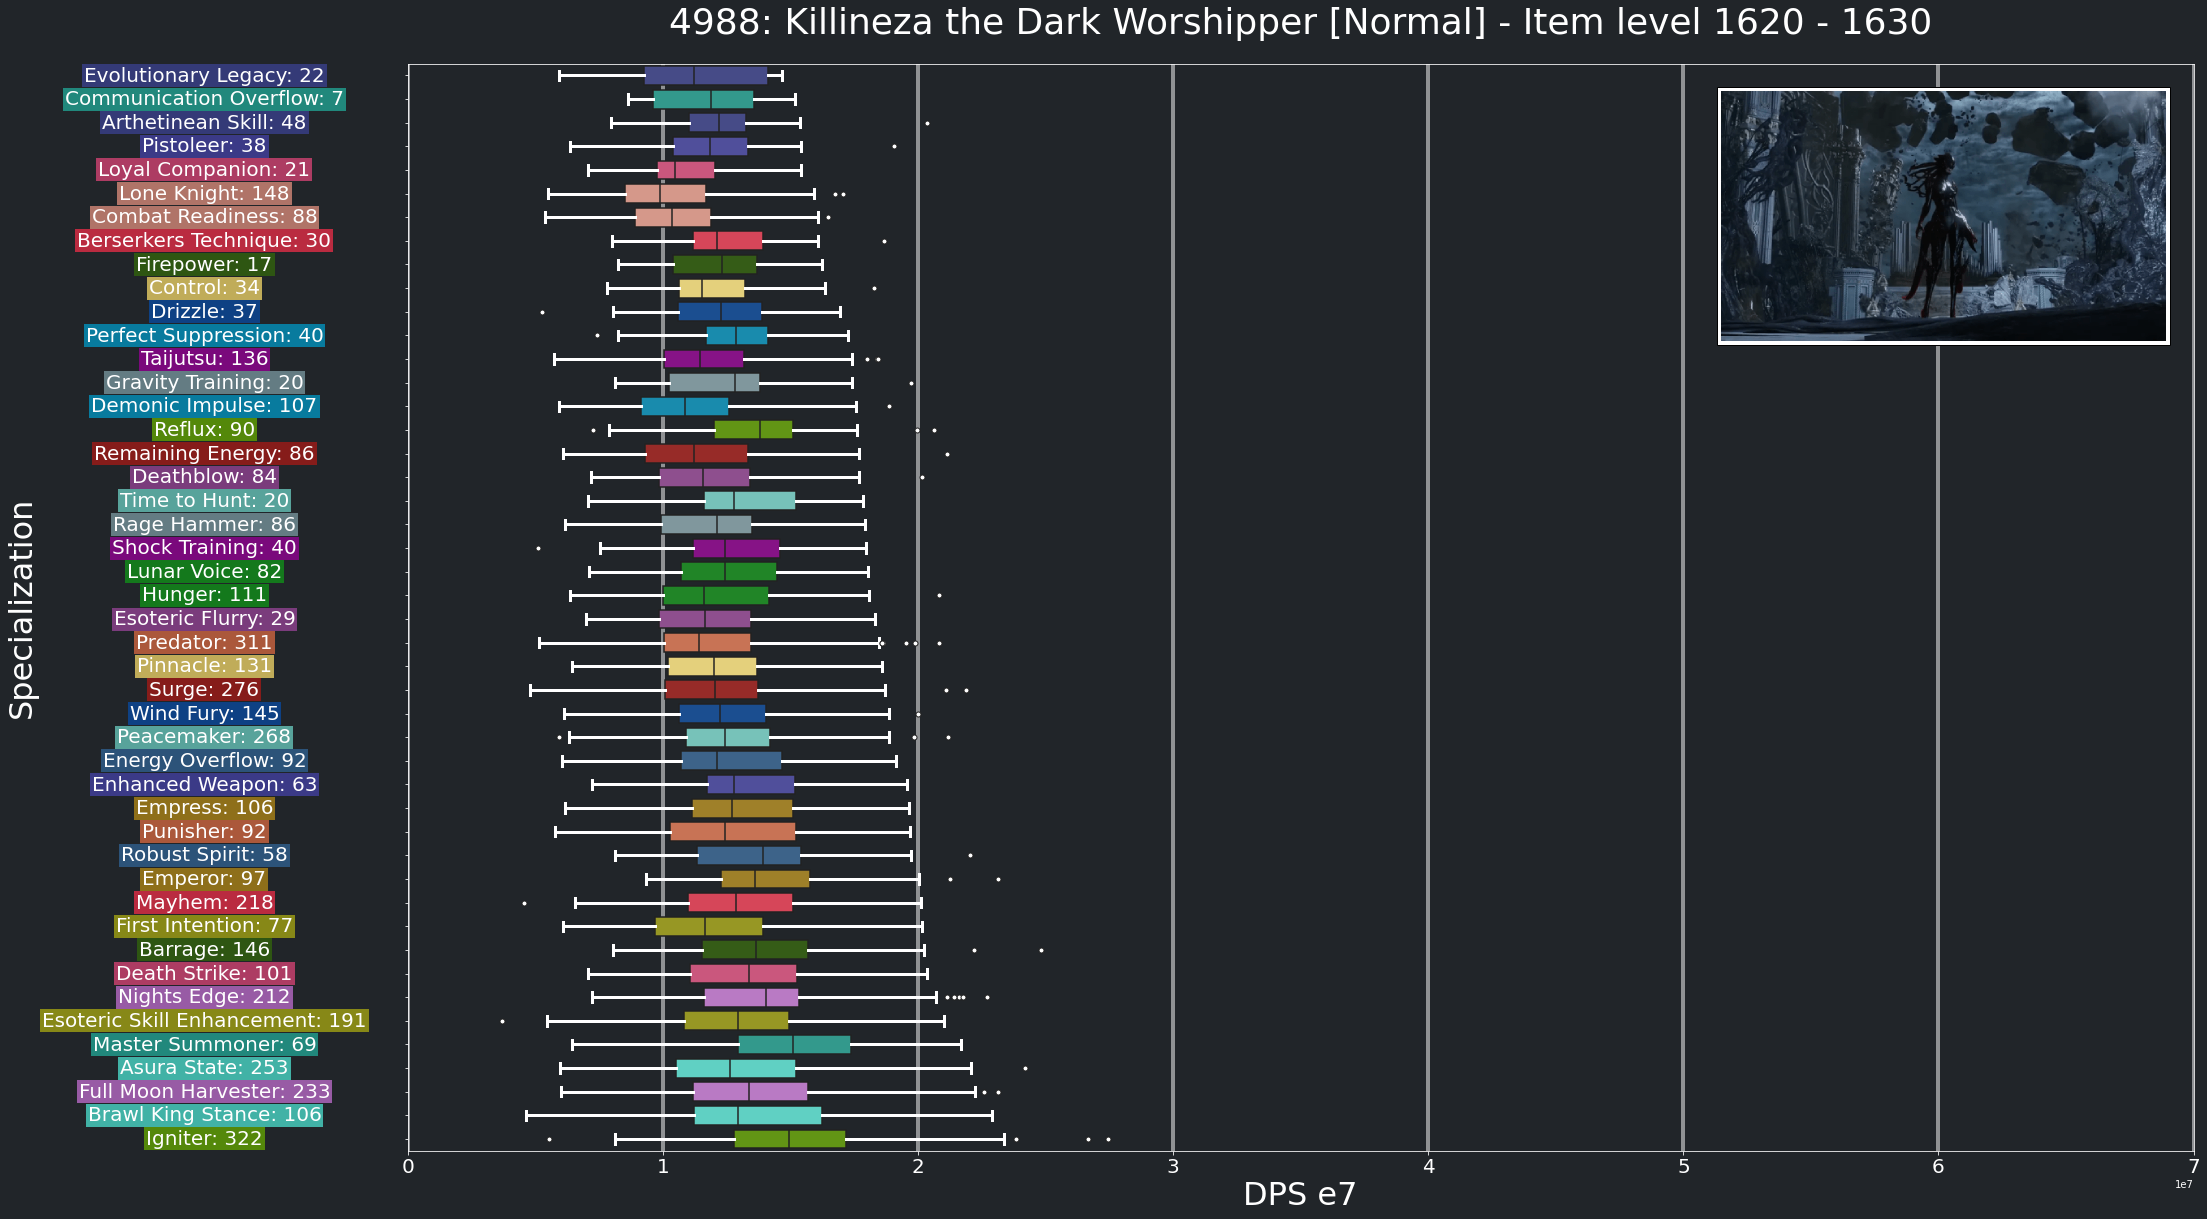 4988: Killineza the Dark Worshipper [Normal] - Item level 1620 - 1630
Specialization
Evolutionary Legacy: 22
Communication Overflow: 7
Arthetinean Skill: 48
Pistoleer: 38
Loyal Companion: 21
Lone Knight: 148
Combat Readiness: 88
Berserkers Technique: 30
Firepower: 17
Control: 34
Drizzle: 37
Perfect Suppression: 40
Taijutsu: 136
Gravity Training: 20
Demonic Impulse: 107
Reflux: 90
Remaining Energy: 86
Deathblow: 84
Time to Hunt: 20
Rage Hammer: 86
Shock Training: 40
Lunar Voice: 82
Hunger: 111
Esoteric Flurry: 29
Predator: 311
Pinnacle: 131
Surge: 276
Wind Fury: 145
Peacemaker: 268
Energy Overflow: 92
Enhanced Weapon: 63
Empress: 106
Punisher: 92
Robust Spirit: 58
Emperor: 97
Mayhem: 218
First Intention: 77
Barrage: 146
Death Strike: 101
Nights Edge: 212
Esoteric Skill Enhancement: 191
Master Summoner: 69
Asura State: 253
Full Moon Harvester: 233
Brawl King Stance: 106
Igniter: 322
0 1 2 3 4 5 6 7
1e7
DPS e7